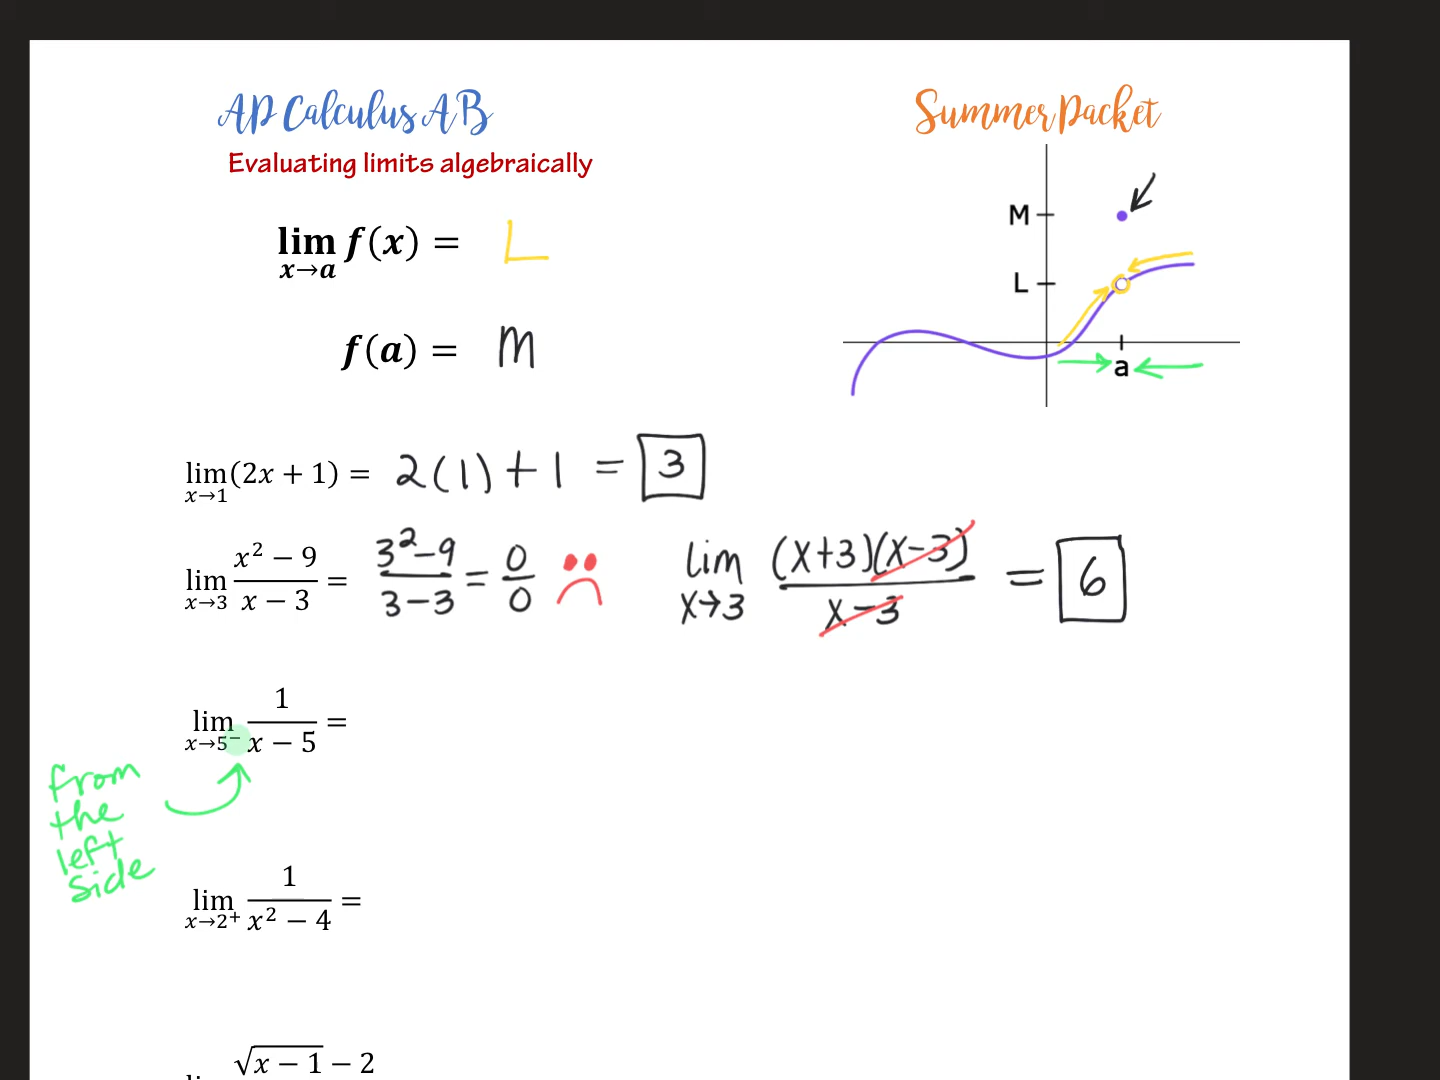 AP Calculus AB
Summer Packet
Evaluating limits algebraically
M
L
a
lim x→a f(x) = L
f(a) = M
lim x→1 (2x + 1) = 2(1) + 1 = 3
lim x→3 (x² − 9)/(x − 3) = (3² − 9)/(3 − 3) = 0/0 lim x→3 (x+3)(x−3)/(x−3) = 6
lim x→5⁻ 1/(x − 5) =
from
the
left
side
lim x→2⁺ 1/(x² − 4) =
√(x − 1) − 2